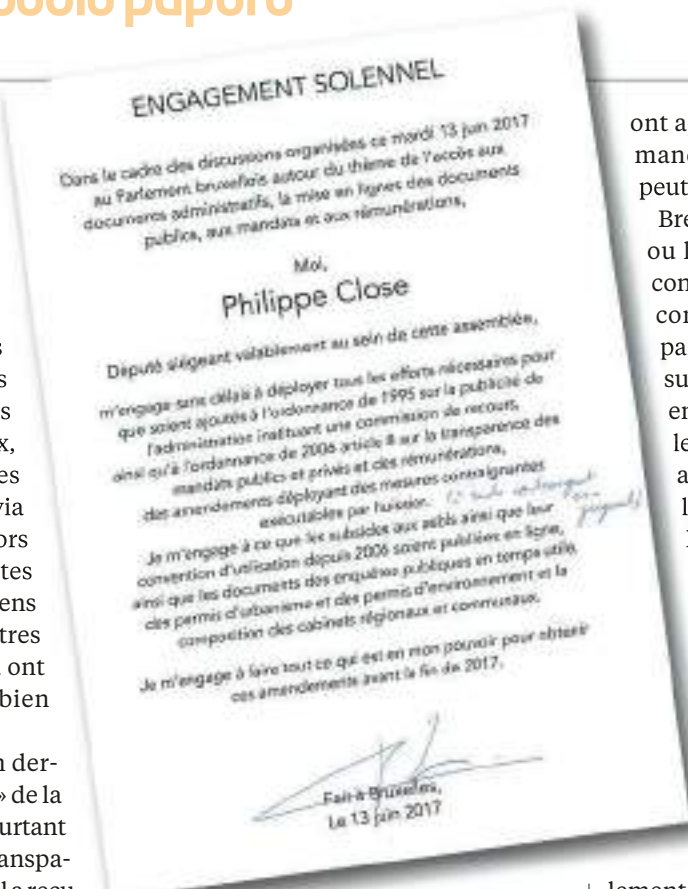 ENGAGEMENT SOLENNEL
Dans le cadre des discussions organisées ce mardi 13 juin 2017
au Parlement bruxellois autour du thème de l'accès aux
documents administratifs, la mise en lignes des documents
publics, aux mandats et aux rémunérations,
Moi,
Philippe Close
Député siégeant valablement au sein de cette assemblée,
m'engage sans délais à déployer tous les efforts nécessaires pour
que soient ajoutés à l'ordonnance de 1995 sur la publicité de
l'administration instituant une commission de recours,
ainsi qu'à l'ordonnance de 2006 article 8 sur la transparence des
mandats publics et privés et des rémunérations,
des amendements déployant des mesures contraignantes
exécutables par huissier.
Je m'engage à ce que les subsides aux asbls ainsi que leur
convention d'utilisation depuis 2006 soient publiées en ligne,
ainsi que les documents des enquêtes publiques en temps utile,
des permis d'urbanisme et des permis d'environnement et la
composition des cabinets régionaux et communaux.
Je m'engage à faire tout ce qui est en mon pouvoir pour obtenir
ces amendements avant la fin de 2017.
Fait à Bruxelles,
Le 13 juin 2017
s
s
s
x,
es
via
ors
tes
ens
tres
ont
bien
der-
» de la
urtant
anspa-
ont a
mand
peut
Bre
ou l
con
con
pa
su
en
le
a
l
lement